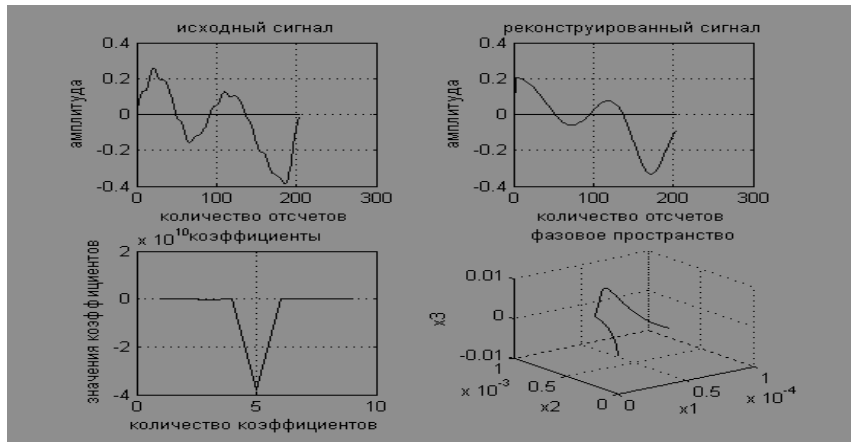 исходный сигнал
0.4
0.2
0
-0.2
-0.4
0 100 200 300
амплитуда
количество отсчетов
реконструированный сигнал
0.4
0.2
0
-0.2
-0.4
0 100 200 300
амплитуда
количество отсчетов
x 10^10 коэффициенты
2
0
-2
-4
0 5 10
значения коэффициентов
количество коэффициентов
фазовое пространство
0.01
0
-0.01
x3
1 0.5 0
x 10^-3
x2
0 0.5 1
x 10^-4
x1